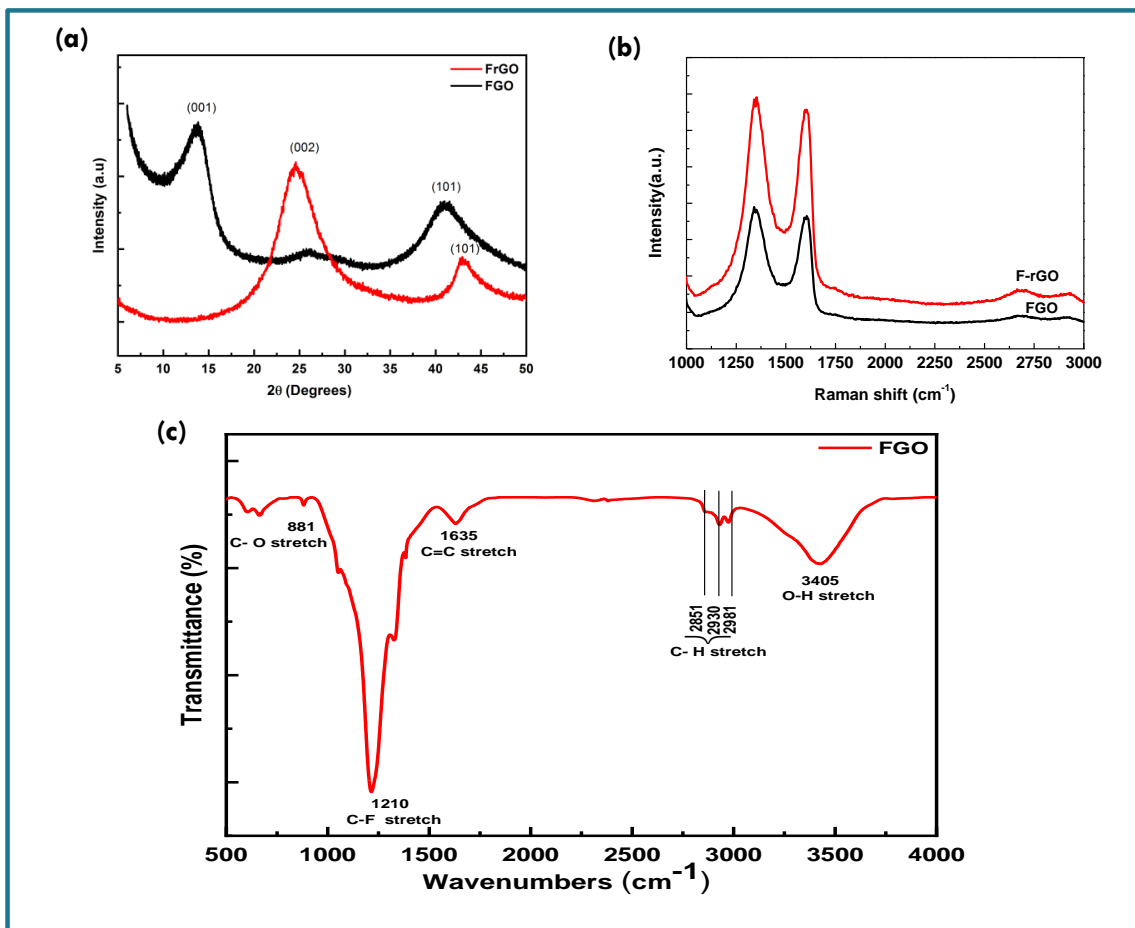 (a)
FrGO
FGO
(001)
(002)
(101)
(101)
Intensity (a.u)
5 10 15 20 25 30 35 40 45 50
2θ (Degrees)
(b)
Intensity(a.u.)
F-rGO
FGO
1000 1250 1500 1750 2000 2250 2500 2750 3000
Raman shift (cm-1)
(c)
FGO
881
C- O stretch
1635
C=C stretch
2851
2930
2981
C- H stretch
3405
O-H stretch
1210
C-F stretch
Transmittance (%)
500 1000 1500 2000 2500 3000 3500 4000
Wavenumbers (cm-1)